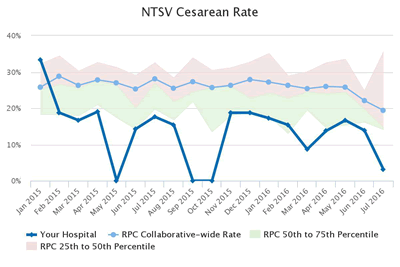 NTSV Cesarean Rate
40%
30%
20%
10%
0%
Jan 2015
Feb 2015
Mar 2015
Apr 2015
May 2015
Jun 2015
Jul 2015
Aug 2015
Sep 2015
Oct 2015
Nov 2015
Dec 2015
Jan 2016
Feb 2016
Mar 2016
Apr 2016
May 2016
Jun 2016
Jul 2016
Your Hospital RPC Collaborative-wide Rate RPC 50th to 75th Percentile
RPC 25th to 50th Percentile